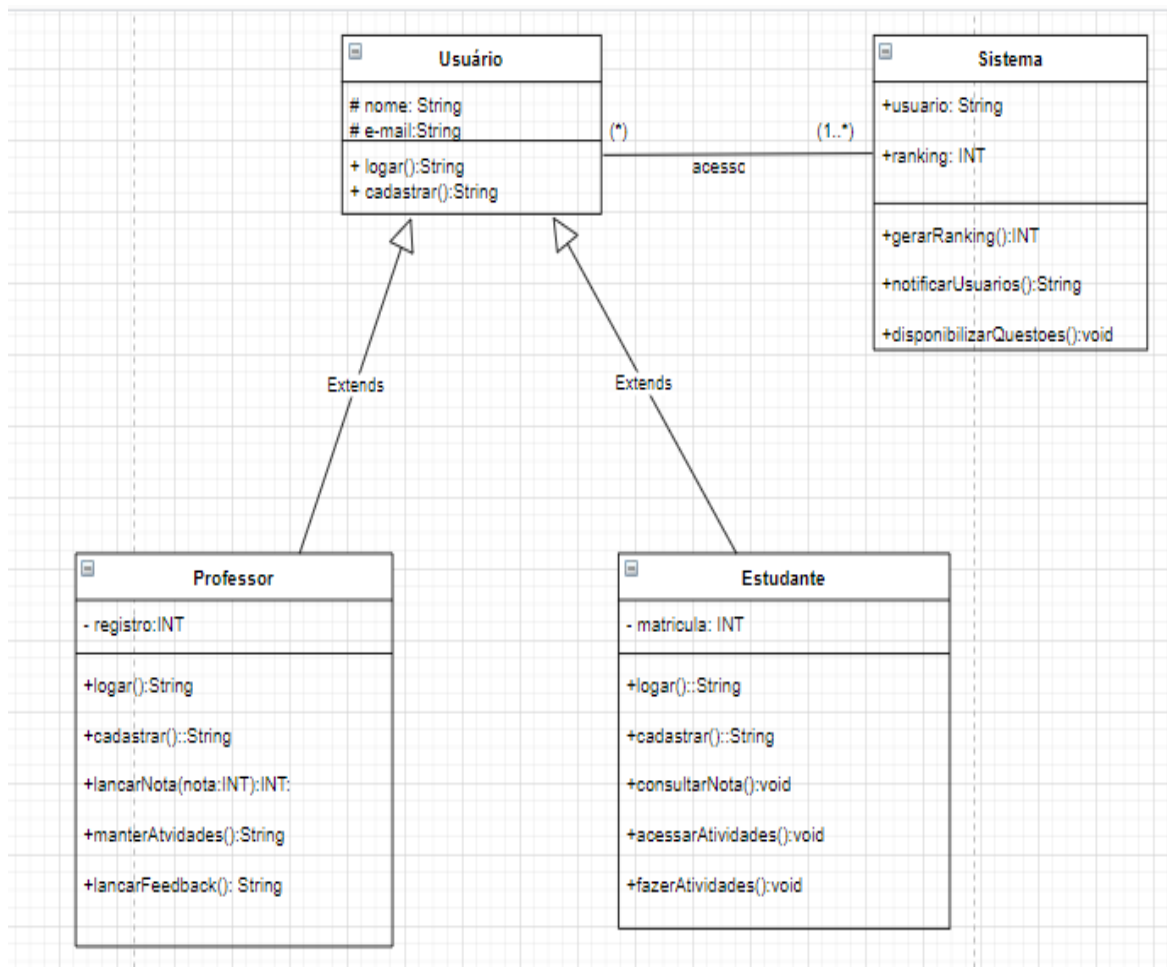 Usuário
# nome: String
# e-mail:String
+ logar():String
+ cadastrar():String
(*)
(1..*)
acesso
Sistema
+usuario: String
+ranking: INT
+gerarRanking():INT
+notificarUsuarios():String
+disponibilizarQuestoes():void
Extends
Extends
Professor
- registro:INT
+logar():String
+cadastrar()::String
+lancarNota(nota:INT):INT:
+manterAtvidades():String
+lancarFeedback(): String
Estudante
- matricula: INT
+logar()::String
+cadastrar()::String
+consultarNota():void
+acessarAtividades():void
+fazerAtividades():void